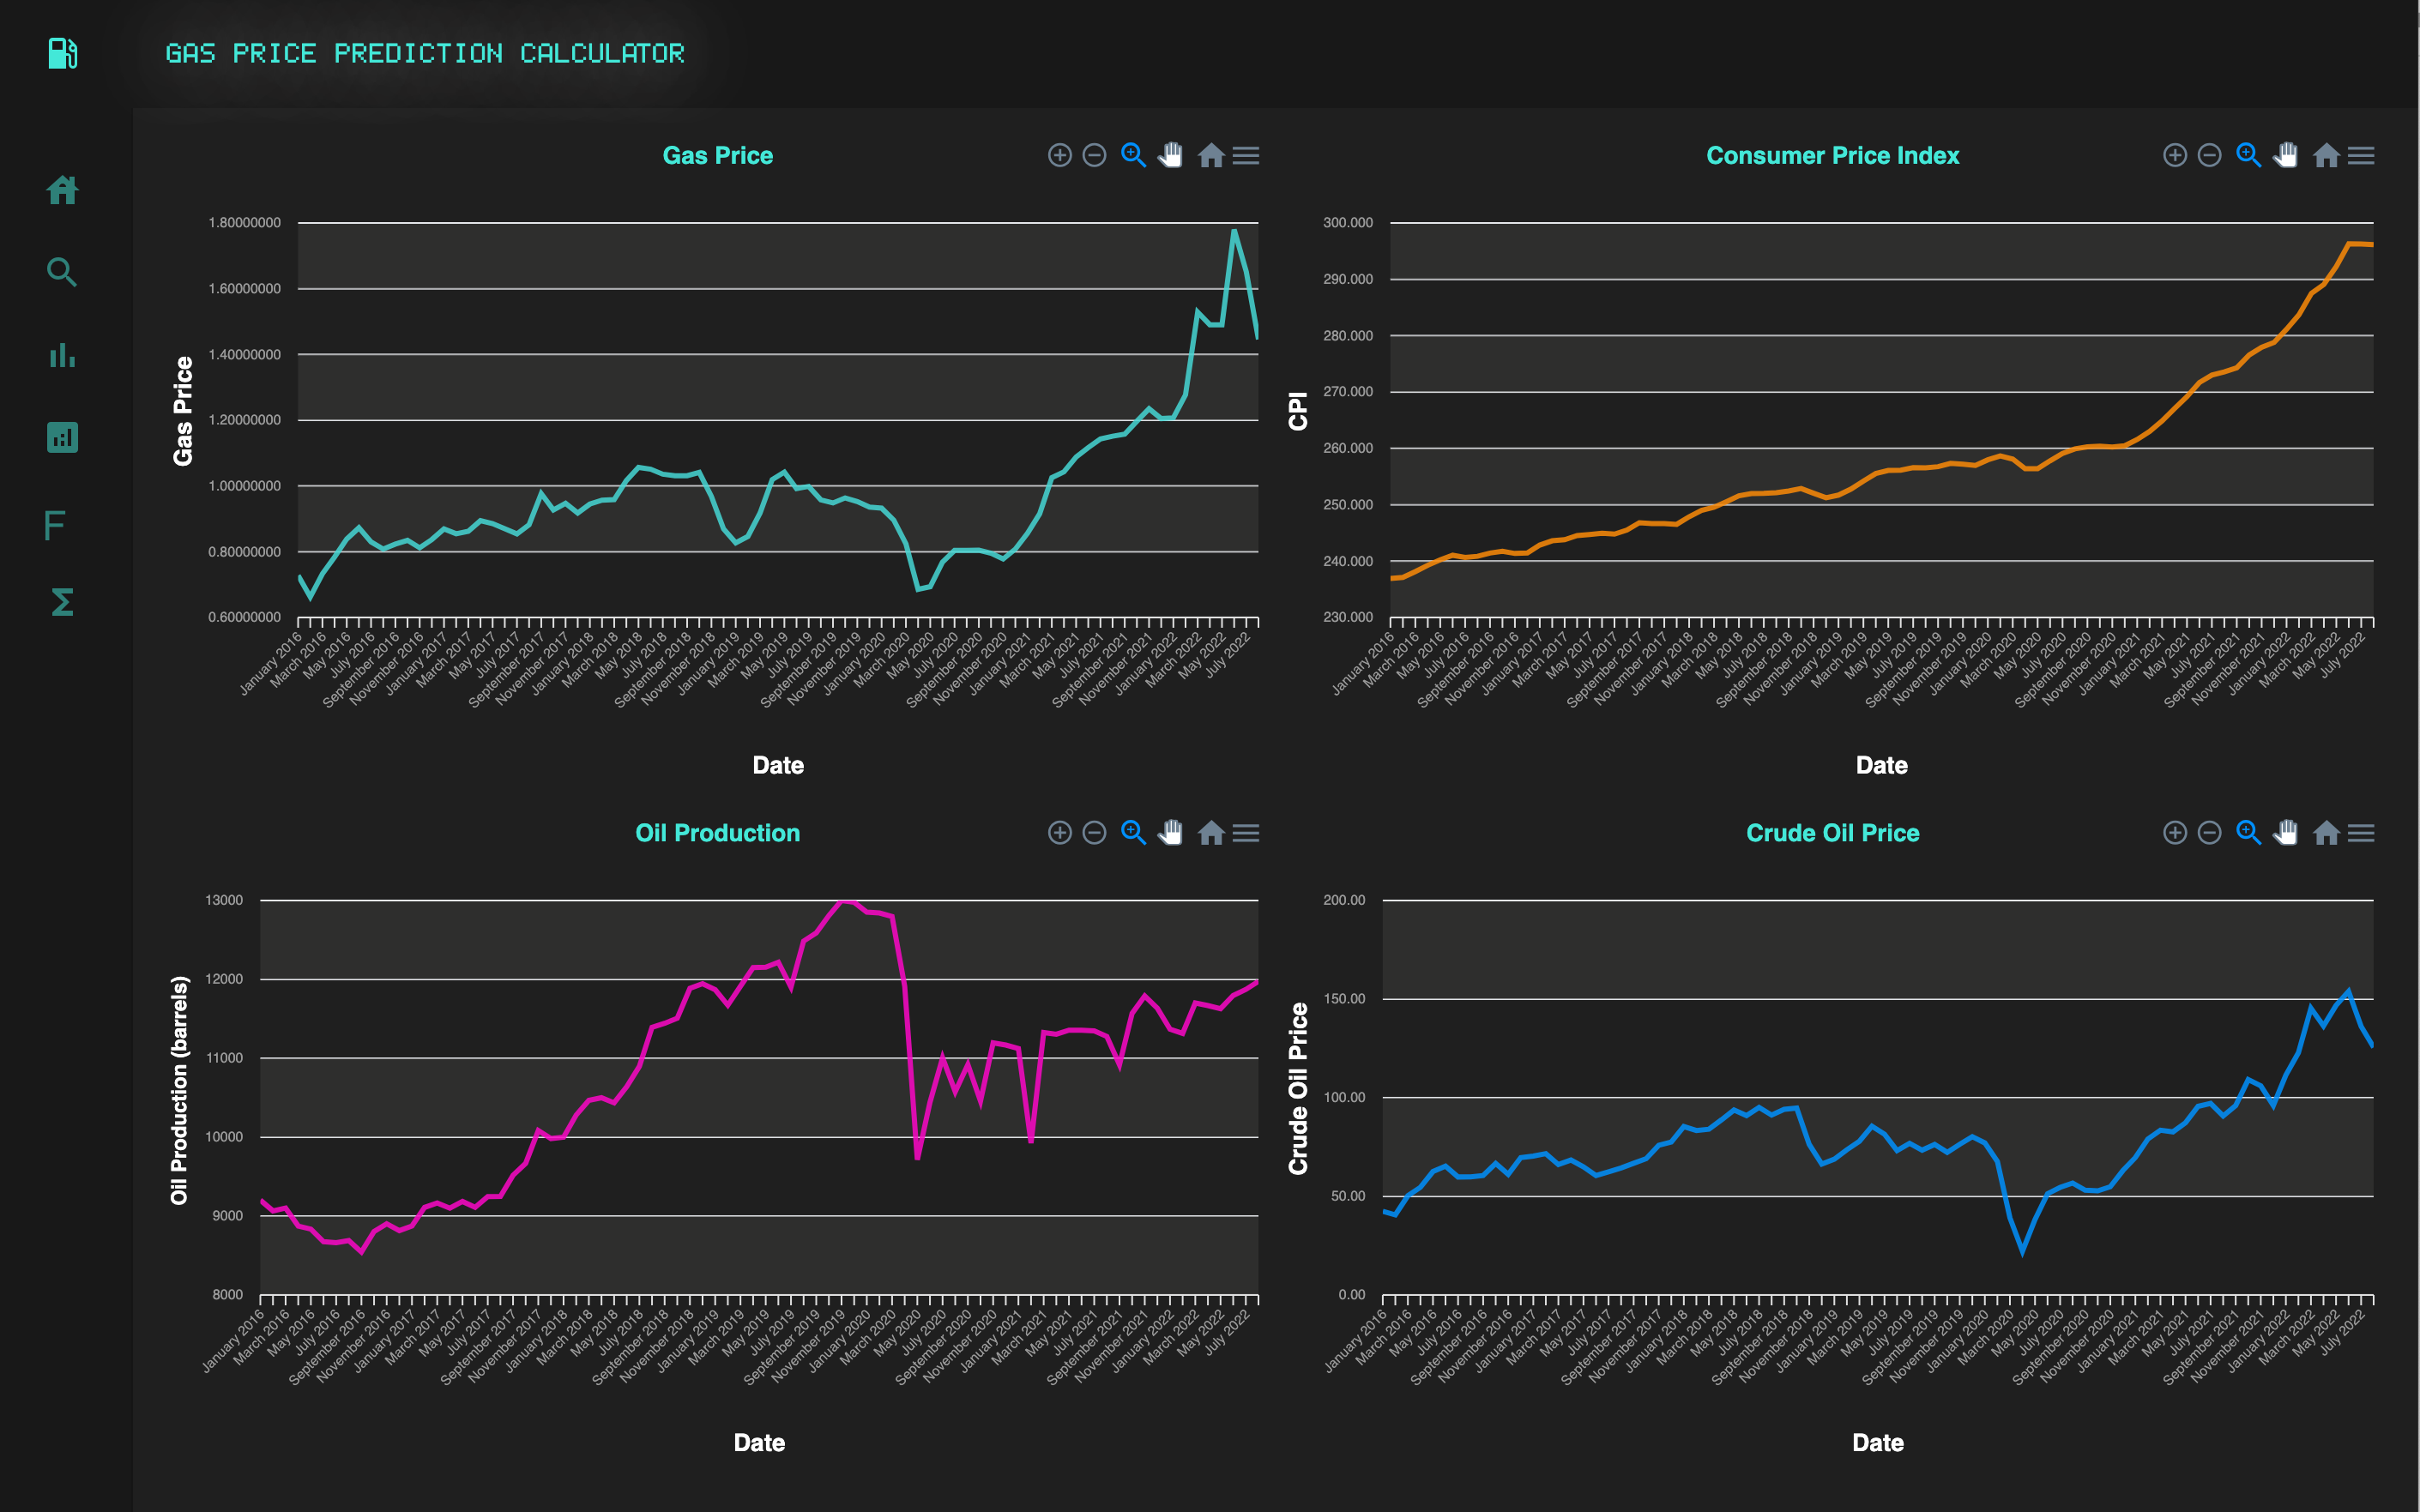 GAS PRICE PREDICTION CALCULATOR
Gas Price
1.80000000
1.60000000
1.40000000
1.20000000
1.00000000
0.80000000
0.60000000
Gas Price
January 2016
March 2016
May 2016
July 2016
September 2016
November 2016
January 2017
March 2017
May 2017
July 2017
September 2017
November 2017
January 2018
March 2018
May 2018
July 2018
September 2018
November 2018
January 2019
March 2019
May 2019
July 2019
September 2019
November 2019
January 2020
March 2020
May 2020
July 2020
September 2020
November 2020
January 2021
March 2021
May 2021
July 2021
September 2021
November 2021
January 2022
March 2022
May 2022
July 2022
Date
Consumer Price Index
300.000
290.000
280.000
270.000
260.000
250.000
240.000
230.000
CPI
January 2016
March 2016
May 2016
July 2016
September 2016
November 2016
January 2017
March 2017
May 2017
July 2017
September 2017
November 2017
January 2018
March 2018
May 2018
July 2018
September 2018
November 2018
January 2019
March 2019
May 2019
July 2019
September 2019
November 2019
January 2020
March 2020
May 2020
July 2020
September 2020
November 2020
January 2021
March 2021
May 2021
July 2021
September 2021
November 2021
January 2022
March 2022
May 2022
July 2022
Date
Oil Production
13000
12000
11000
10000
9000
8000
Oil Production (barrels)
January 2016
March 2016
May 2016
July 2016
September 2016
November 2016
January 2017
March 2017
May 2017
July 2017
September 2017
November 2017
January 2018
March 2018
May 2018
July 2018
September 2018
November 2018
January 2019
March 2019
May 2019
July 2019
September 2019
November 2019
January 2020
March 2020
May 2020
July 2020
September 2020
November 2020
January 2021
March 2021
May 2021
July 2021
September 2021
November 2021
January 2022
March 2022
May 2022
July 2022
Date
Crude Oil Price
200.00
150.00
100.00
50.00
0.00
Crude Oil Price
January 2016
March 2016
May 2016
July 2016
September 2016
November 2016
January 2017
March 2017
May 2017
July 2017
September 2017
November 2017
January 2018
March 2018
May 2018
July 2018
September 2018
November 2018
January 2019
March 2019
May 2019
July 2019
September 2019
November 2019
January 2020
March 2020
May 2020
July 2020
September 2020
November 2020
January 2021
March 2021
May 2021
July 2021
September 2021
November 2021
January 2022
March 2022
May 2022
July 2022
Date